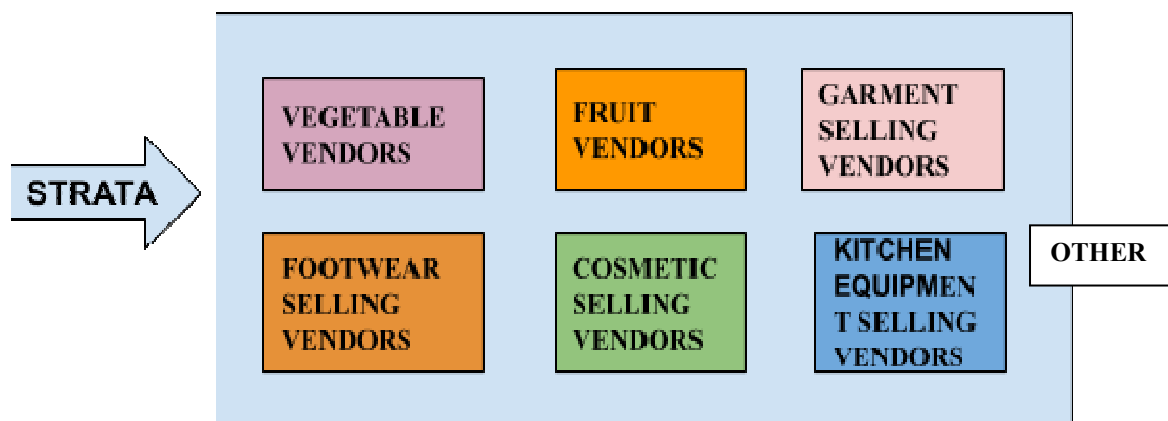 STRATA
VEGETABLE
VENDORS
FRUIT
VENDORS
GARMENT
SELLING
VENDORS
FOOTWEAR
SELLING
VENDORS
COSMETIC
SELLING
VENDORS
KITCHEN
EQUIPMEN
T SELLING
VENDORS
OTHER